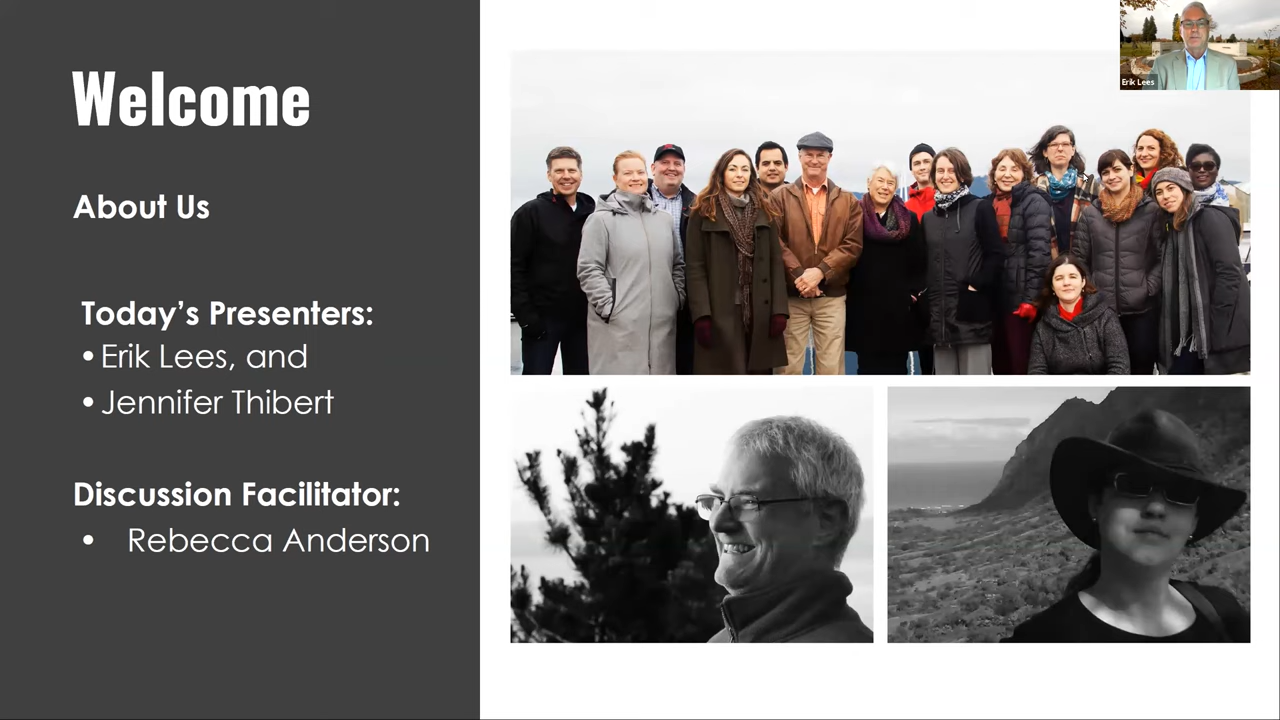 Welcome
About Us
Today’s Presenters:
• Erik Lees, and
• Jennifer Thibert
Discussion Facilitator:
• Rebecca Anderson
Erik Lees